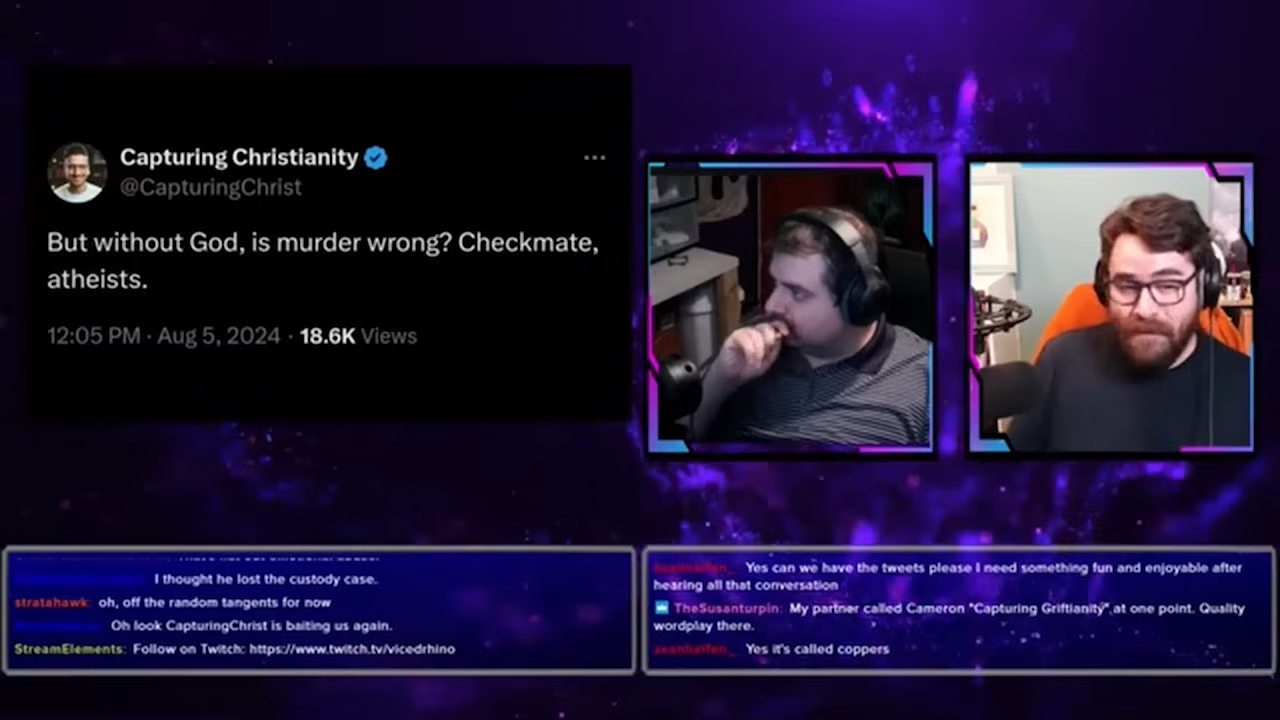 Capturing Christianity
@CapturingChrist
But without God, is murder wrong? Checkmate,
atheists.
12:05 PM · Aug 5, 2024 · 18.6K Views
I thought he lost the custody case.
stratahawk: oh, off the random tangents for now
Oh look CapturingChrist is baiting us again.
StreamElements: Follow on Twitch: https://www.twitch.tv/vicedrhino
Yes can we have the tweets please I need something fun and enjoyable after
hearing all that conversation
TheSusanturpin: My partner called Cameron "Capturing Griftianity" at one point. Quality
wordplay there.
Yes it's called coppers